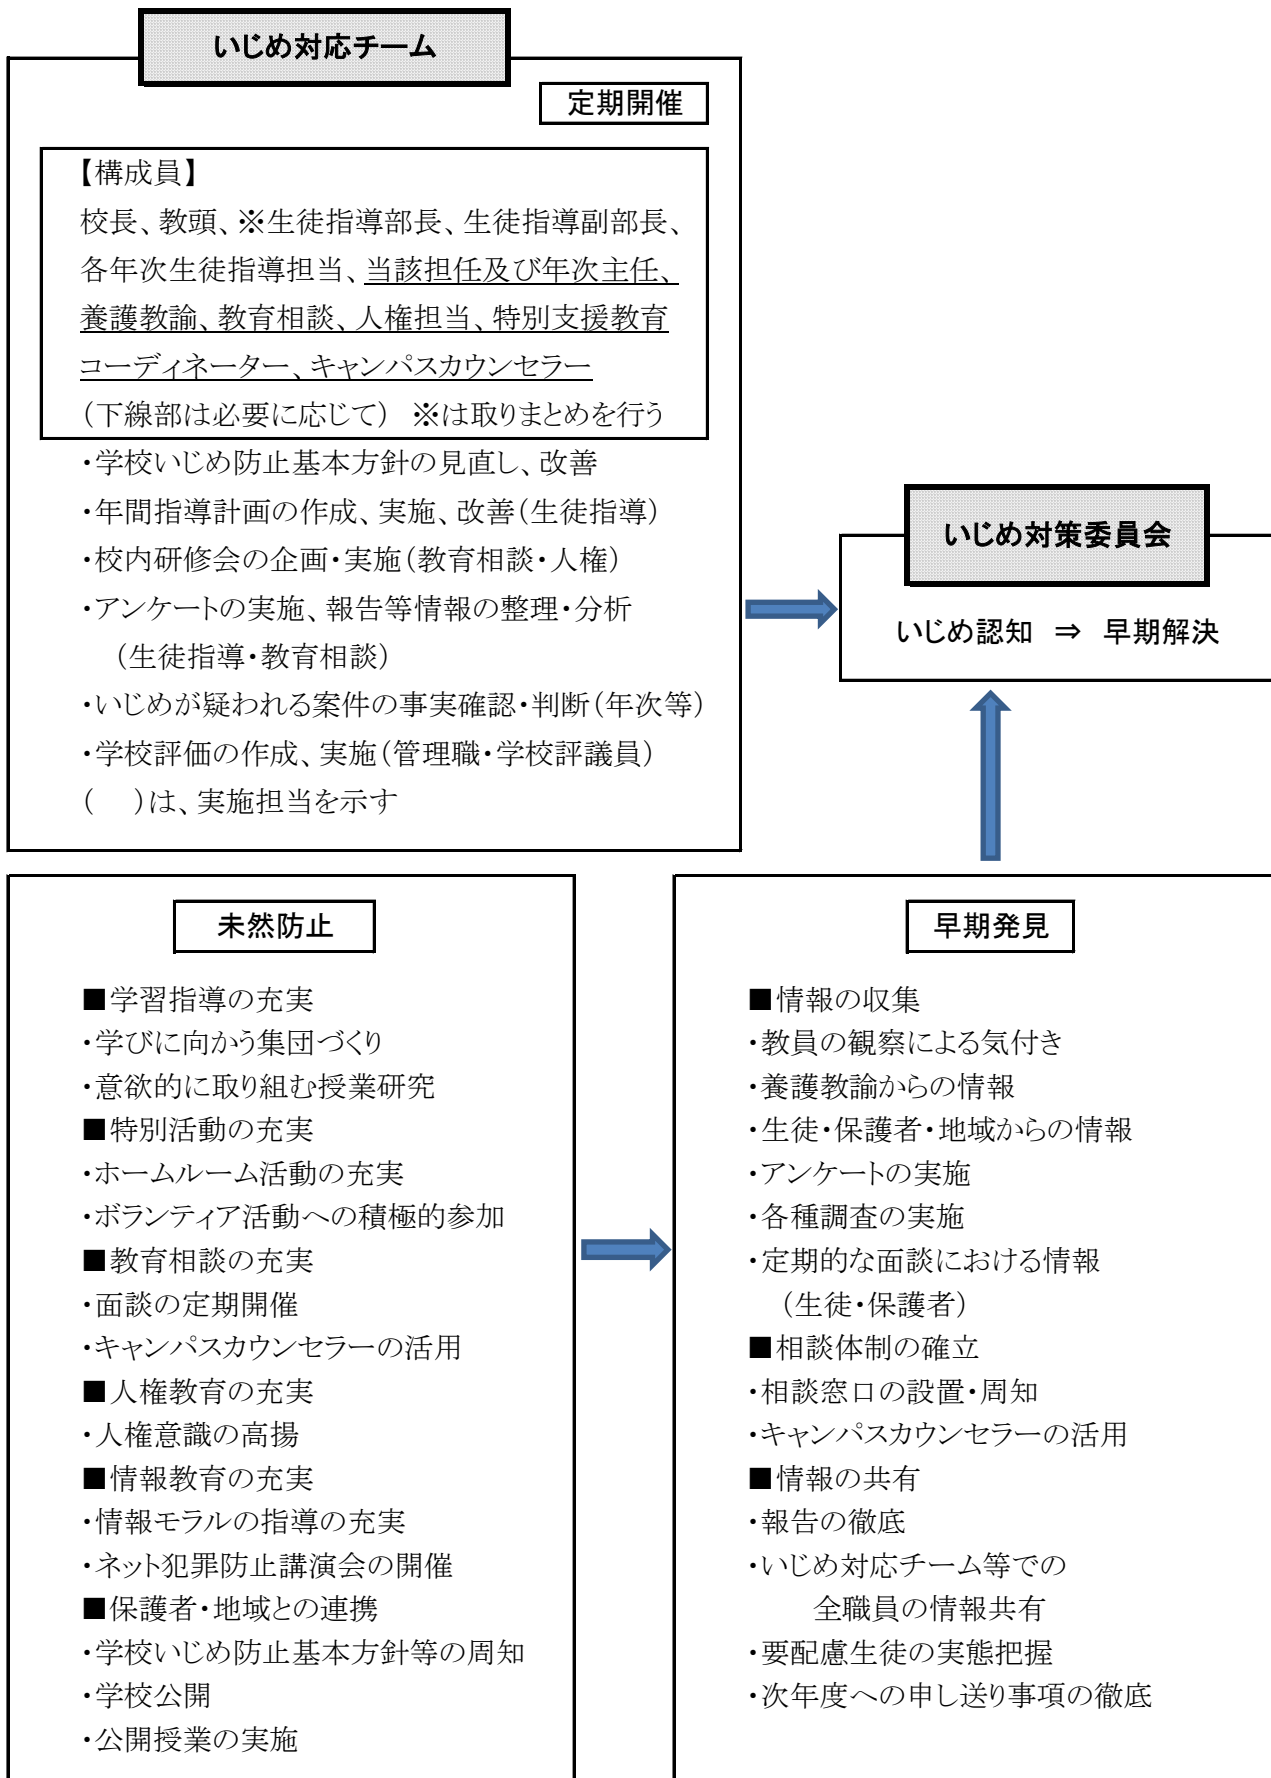 いじめ対応チーム
定期開催
【構成員】
校長、教頭、※生徒指導部長、生徒指導副部長、
各年次生徒指導担当、当該担任及び年次主任、
養護教諭、教育相談、人権担当、特別支援教育
コーディネーター、キャンパスカウンセラー
(下線部は必要に応じて) ※は取りまとめを行う
・学校いじめ防止基本方針の見直し、改善
・年間指導計画の作成、実施、改善(生徒指導)
・校内研修会の企画・実施(教育相談・人権)
・アンケートの実施、報告等情報の整理・分析
(生徒指導・教育相談)
・いじめが疑われる案件の事実確認・判断(年次等)
・学校評価の作成、実施(管理職・学校評議員)
(　)は、実施担当を示す
いじめ対策委員会
いじめ認知 ⇒ 早期解決
未然防止
■学習指導の充実
・学びに向かう集団づくり
・意欲的に取り組む授業研究
■特別活動の充実
・ホームルーム活動の充実
・ボランティア活動への積極的参加
■教育相談の充実
・面談の定期開催
・キャンパスカウンセラーの活用
■人権教育の充実
・人権意識の高揚
■情報教育の充実
・情報モラルの指導の充実
・ネット犯罪防止講演会の開催
■保護者・地域との連携
・学校いじめ防止基本方針等の周知
・学校公開
・公開授業の実施
早期発見
■情報の収集
・教員の観察による気付き
・養護教諭からの情報
・生徒・保護者・地域からの情報
・アンケートの実施
・各種調査の実施
・定期的な面談における情報
(生徒・保護者)
■相談体制の確立
・相談窓口の設置・周知
・キャンパスカウンセラーの活用
■情報の共有
・報告の徹底
・いじめ対応チーム等での
全職員の情報共有
・要配慮生徒の実態把握
・次年度への申し送り事項の徹底